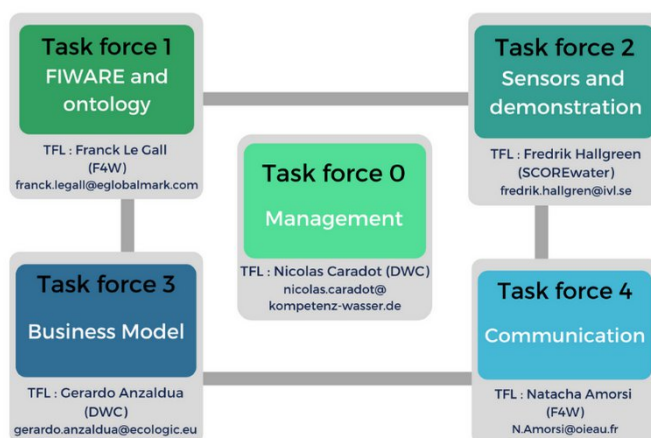 Task force 1
FIWARE and
ontology
TFL : Franck Le Gall
(F4W)
franck.legall@eglobalmark.com
Task force 2
Sensors and
demonstration
TFL : Fredrik Hallgreen
(SCOREwater)
fredrik.hallgren@ivl.se
Task force 0
Management
TFL : Nicolas Caradot (DWC)
nicolas.caradot@
kompetenz-wasser.de
Task force 3
Business Model
TFL : Gerardo Anzaldua
(DWC)
gerardo.anzaldua@ecologic.eu
Task force 4
Communication
TFL : Natacha Amorsi
(F4W)
N.Amorsi@oieau.fr